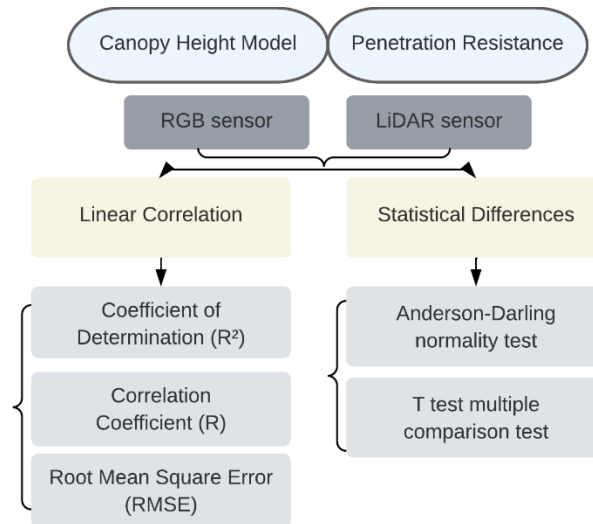 Canopy Height Model
Penetration Resistance
RGB sensor
LiDAR sensor
Linear Correlation
Statistical Differences
Coefficient of
Determination (R²)
Anderson-Darling
normality test
Correlation
Coefficient (R)
T test multiple
comparison test
Root Mean Square Error
(RMSE)